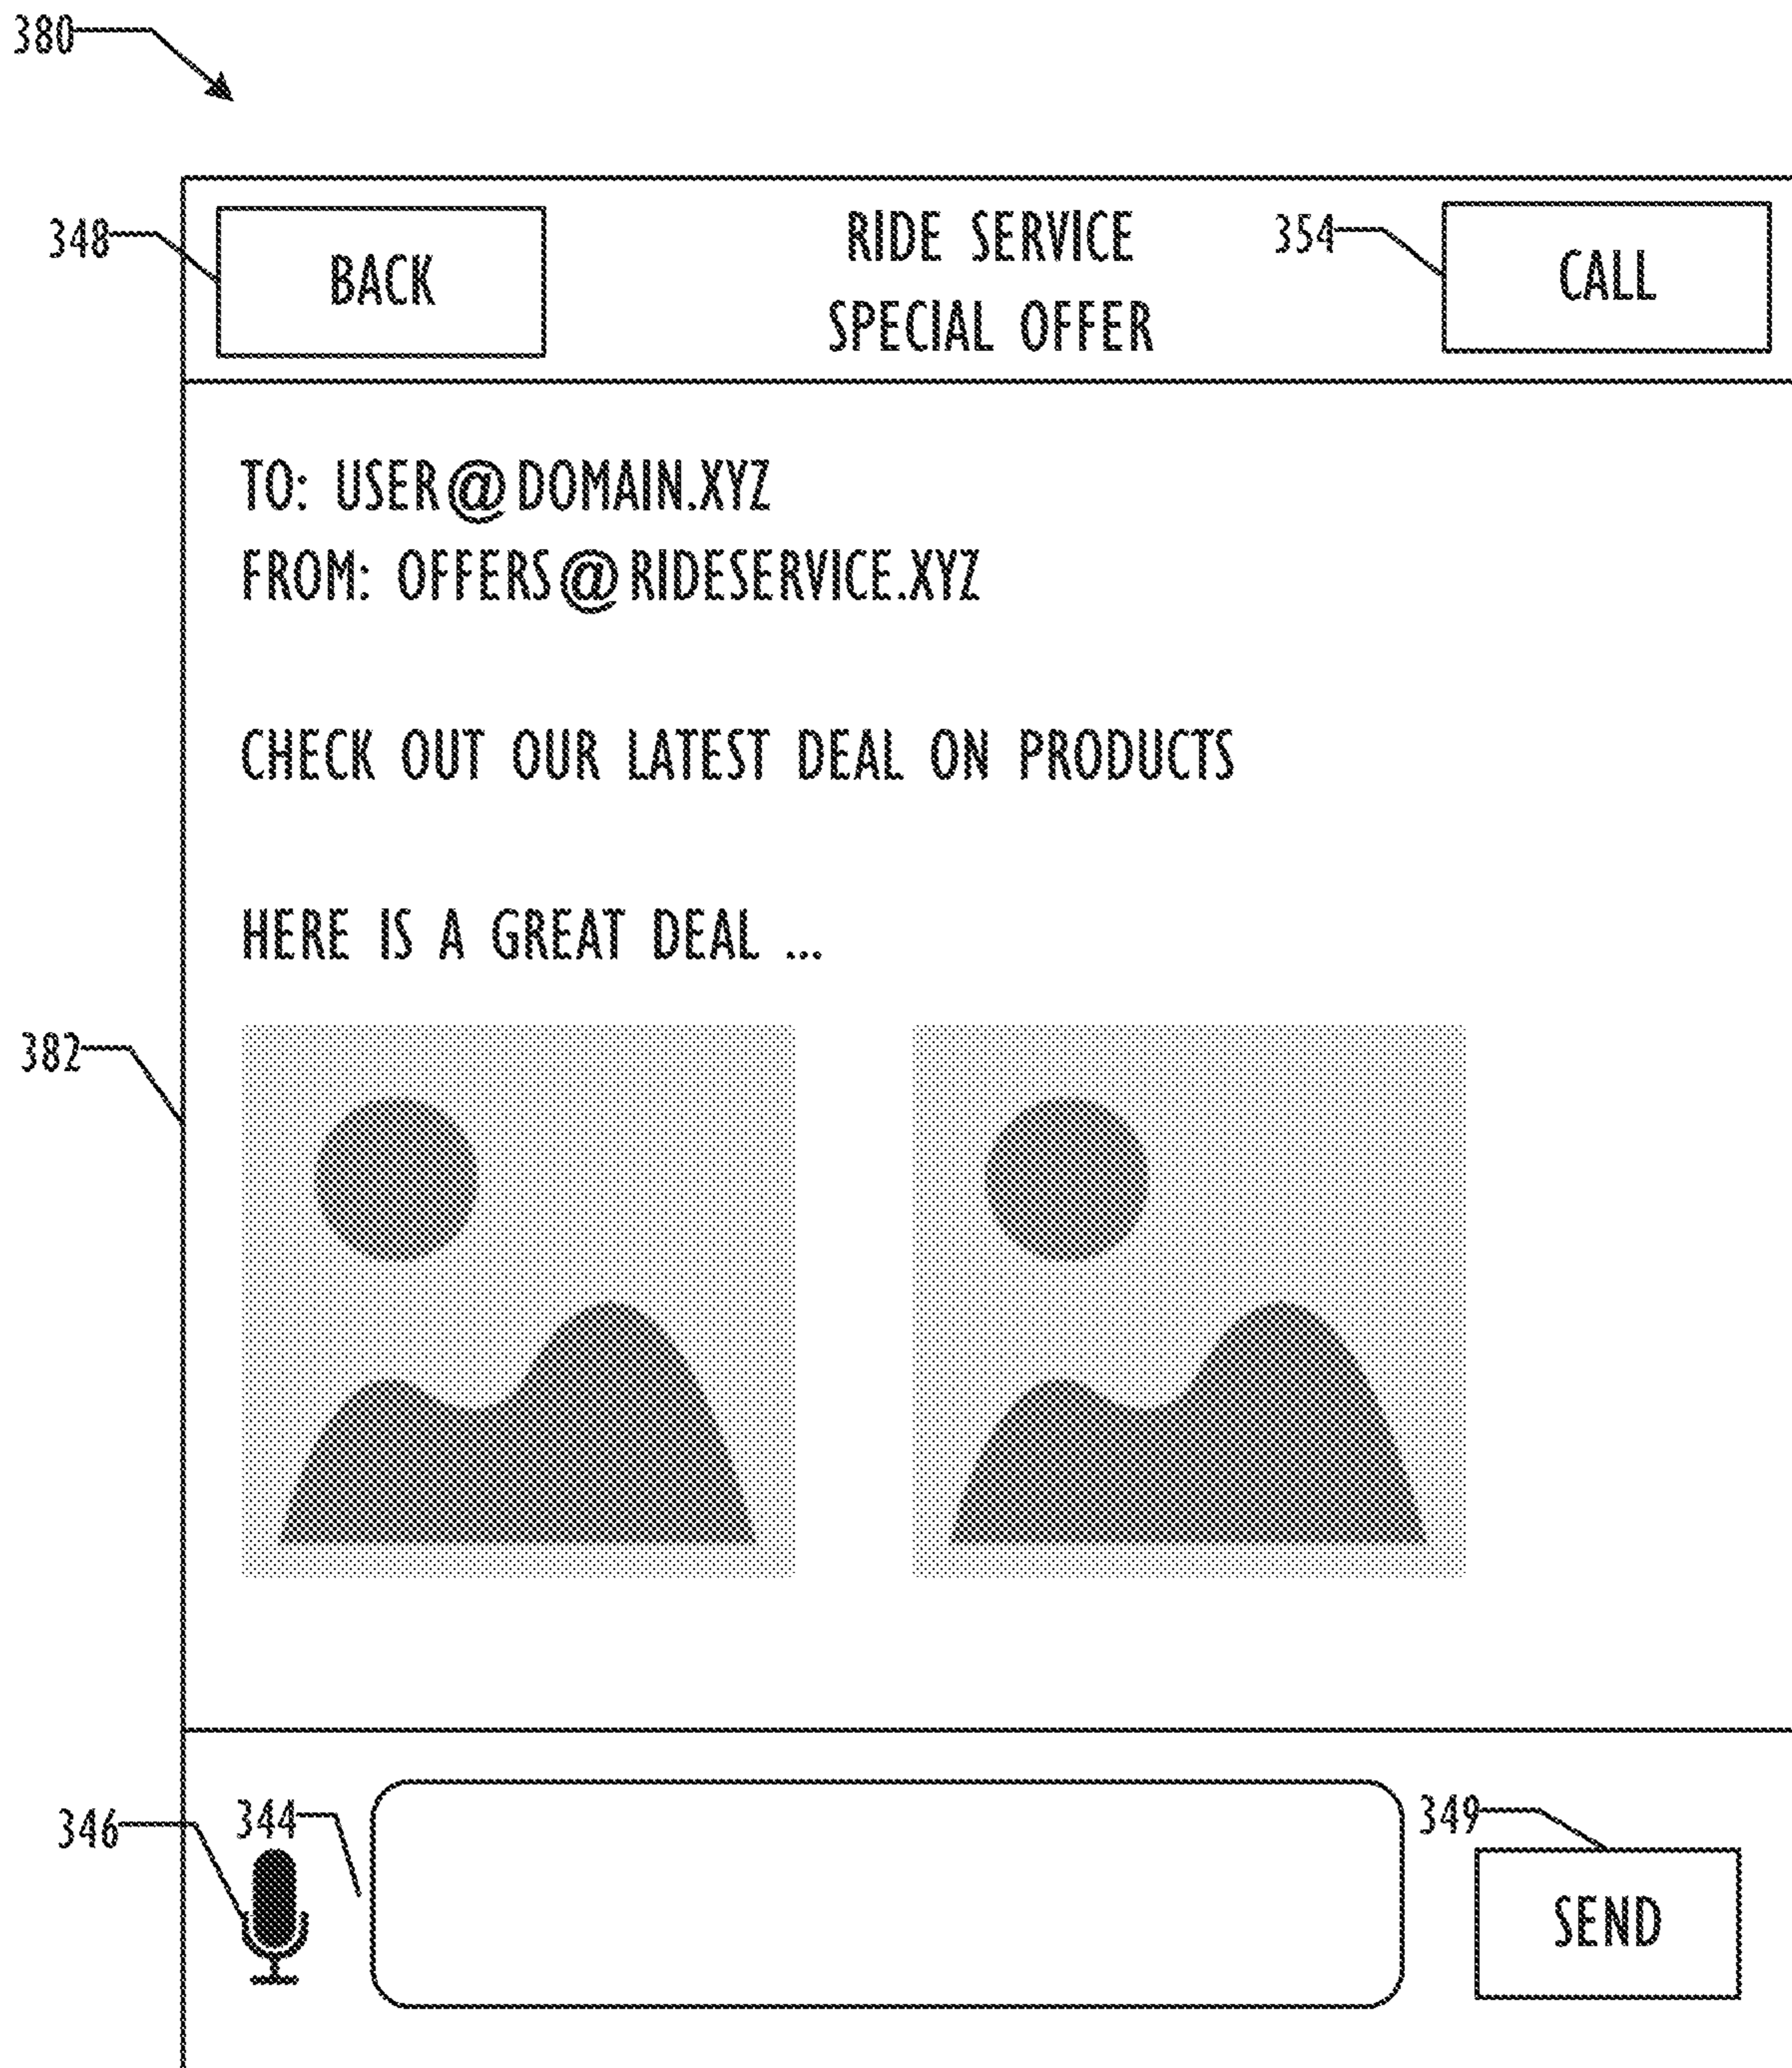 380
348
BACK
RIDE SERVICE
SPECIAL OFFER
354
CALL
TO: USER@DOMAIN.XYZ
FROM: OFFERS@RIDESERVICE.XYZ
CHECK OUT OUR LATEST DEAL ON PRODUCTS
HERE IS A GREAT DEAL ...
382
346
344
349
SEND